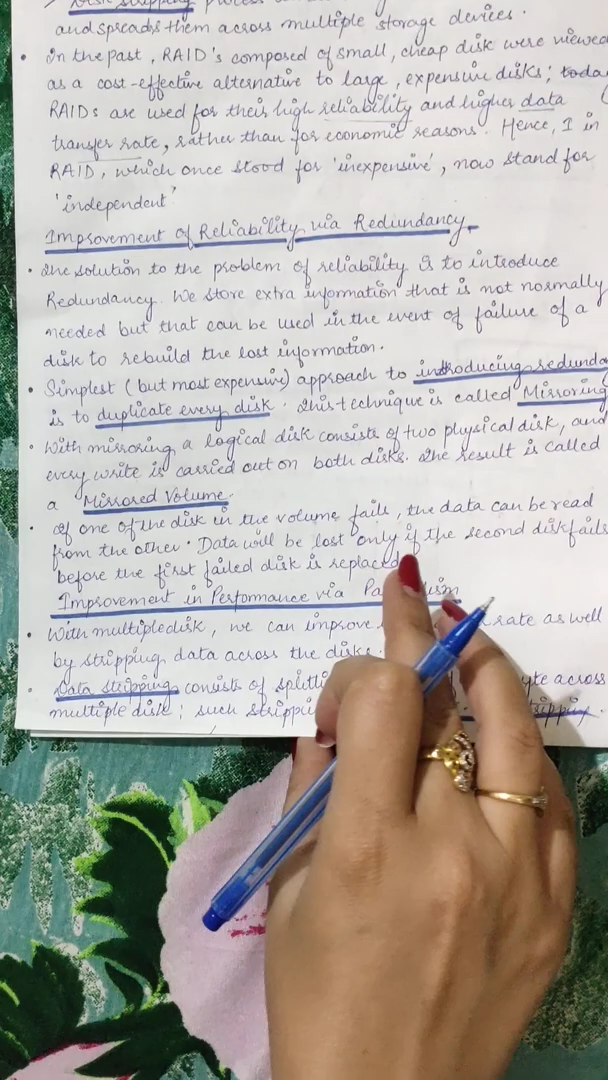 Disk stripping process
and spreads them across multiple storage devices.
• In the past, RAID's composed of small, cheap disk were viewed
as a cost-effective alternative to large, expensive disks; today
RAIDs are used for their high reliability and higher data
transfer rate, rather than for economic reasons. Hence, I in
RAID, which once stood for 'inexpensive', now stand for
'independent'
Improvement of Reliability via Redundancy
• The solution to the problem of reliability is to introduce
Redundancy. We store extra information that is not normally
needed but that can be used in the event of failure of a
disk to rebuild the lost information.
• Simplest (but most expensive) approach to introducing redunda
is to duplicate every disk. This technique is called Mirroring
• With mirroring a logical disk consists of two physical disk, and
every write is carried out on both disks. The result is called
a Mirrored Volume.
• If one of the disk in the volume fails, the data can be read
from the other. Data will be lost only if the second disk fails
before the first failed disk is replaced
Improvement in Performance via Pa lism
• With multiple disk, we can improve rate as well
by stripping data across the disks.
• Data Stripping consists of splitti yte across
multiple disk; such strippi stripping.